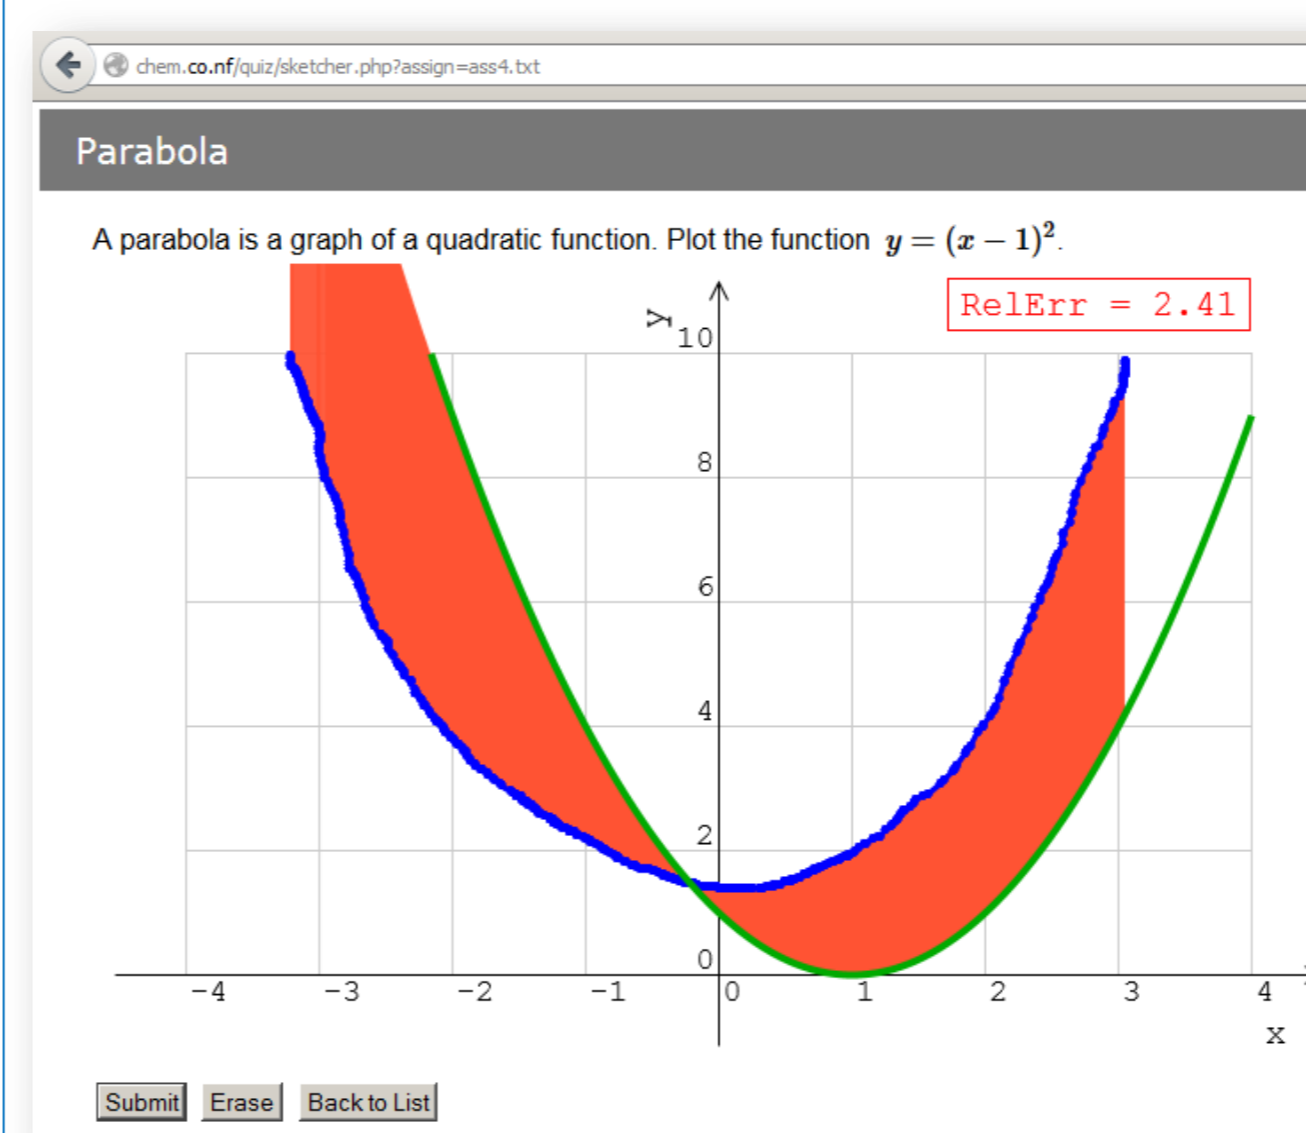 chem.co.nf/quiz/sketcher.php?assign=ass4.txt
Parabola
A parabola is a graph of a quadratic function. Plot the function y = (x − 1)².
RelErr = 2.41
y
10
8
6
4
2
0
-4 -3 -2 -1 0 1 2 3 4
x
Submit Erase Back to List